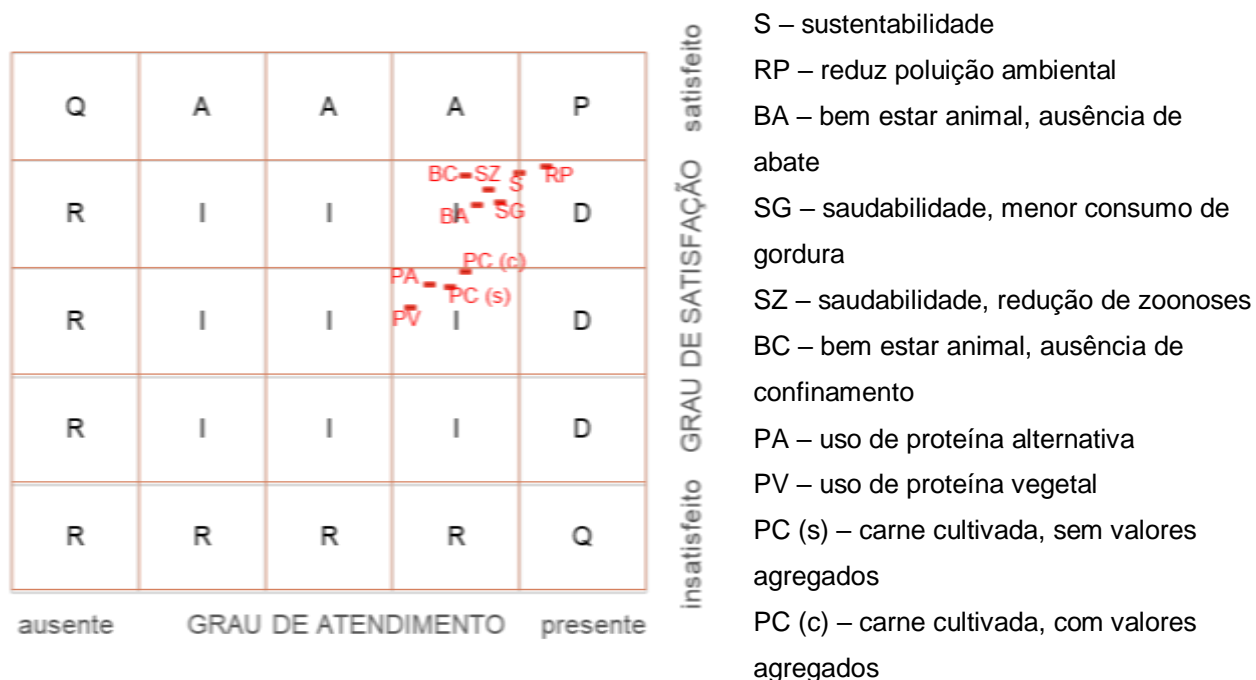 Q A A A P
BC SZ S RP
R I I I D
BA SG
PC (c)
PA PC (s)
R I I I D
PV
R I I I D
R R R R Q
ausente GRAU DE ATENDIMENTO presente
insatisfeito GRAU DE SATISFAÇÃO satisfeito
S – sustentabilidade
RP – reduz poluição ambiental
BA – bem estar animal, ausência de
abate
SG – saudabilidade, menor consumo de
gordura
SZ – saudabilidade, redução de zoonoses
BC – bem estar animal, ausência de
confinamento
PA – uso de proteína alternativa
PV – uso de proteína vegetal
PC (s) – carne cultivada, sem valores
agregados
PC (c) – carne cultivada, com valores
agregados